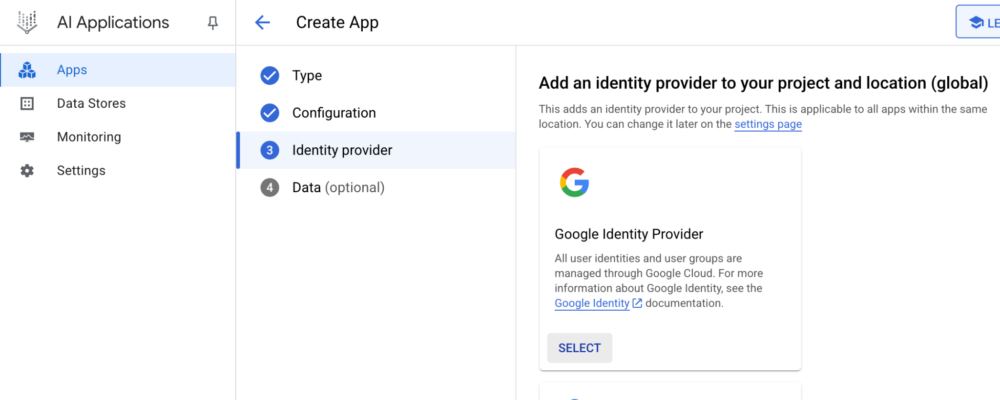 AI Applications
Create App
LE
Apps
Data Stores
Monitoring
Settings
Type
Configuration
3 Identity provider
4 Data (optional)
Add an identity provider to your project and location (global)
This adds an identity provider to your project. This is applicable to all apps within the same
location. You can change it later on the settings page
Google Identity Provider
All user identities and user groups are
managed through Google Cloud. For more
information about Google Identity, see the
Google Identity documentation.
SELECT